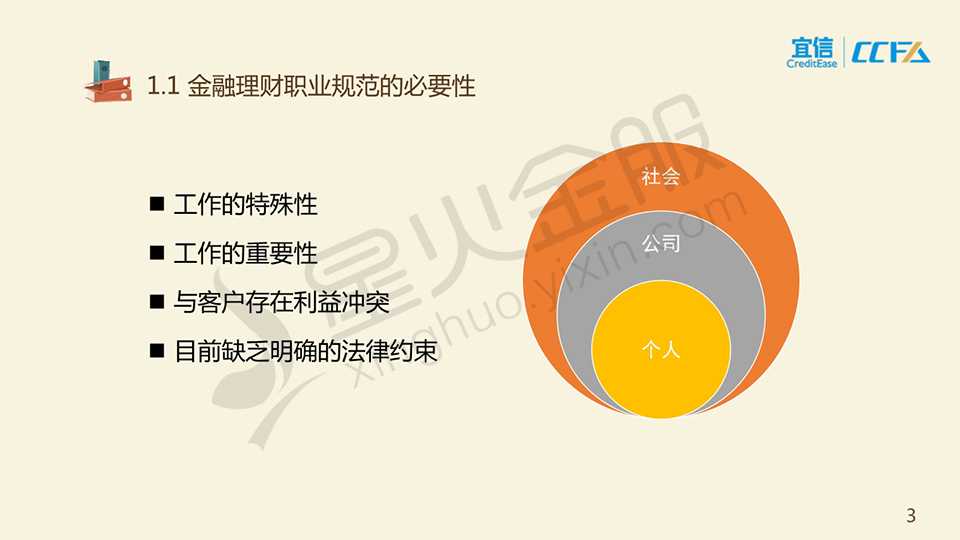 宜信
CreditEase
CCFA
1.1 金融理财职业规范的必要性
■ 工作的特殊性
■ 工作的重要性
■ 与客户存在利益冲突
■ 目前缺乏明确的法律约束
社会
公司
个人
星火金服
xinghuo.yixin.com
3